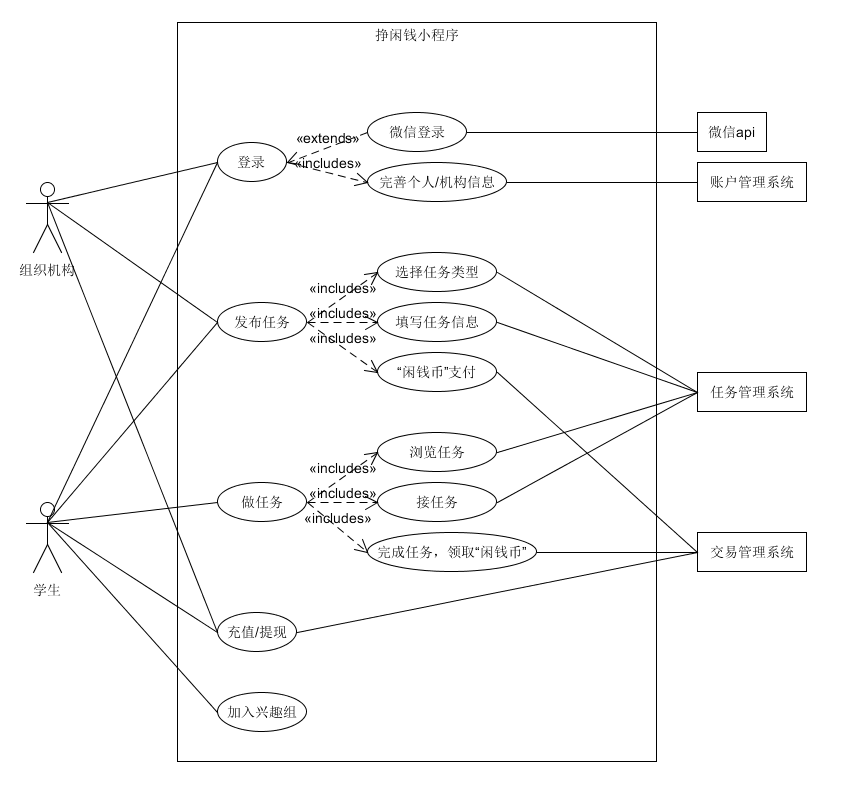 挣闲钱小程序
«extends»
微信登录
微信api
登录
«includes»
完善个人/机构信息
账户管理系统
组织机构
选择任务类型
«includes»
发布任务
«includes»
填写任务信息
«includes»
“闲钱币”支付
任务管理系统
浏览任务
«includes»
做任务
«includes»
接任务
«includes»
完成任务，领取“闲钱币”
交易管理系统
学生
充值/提现
加入兴趣组